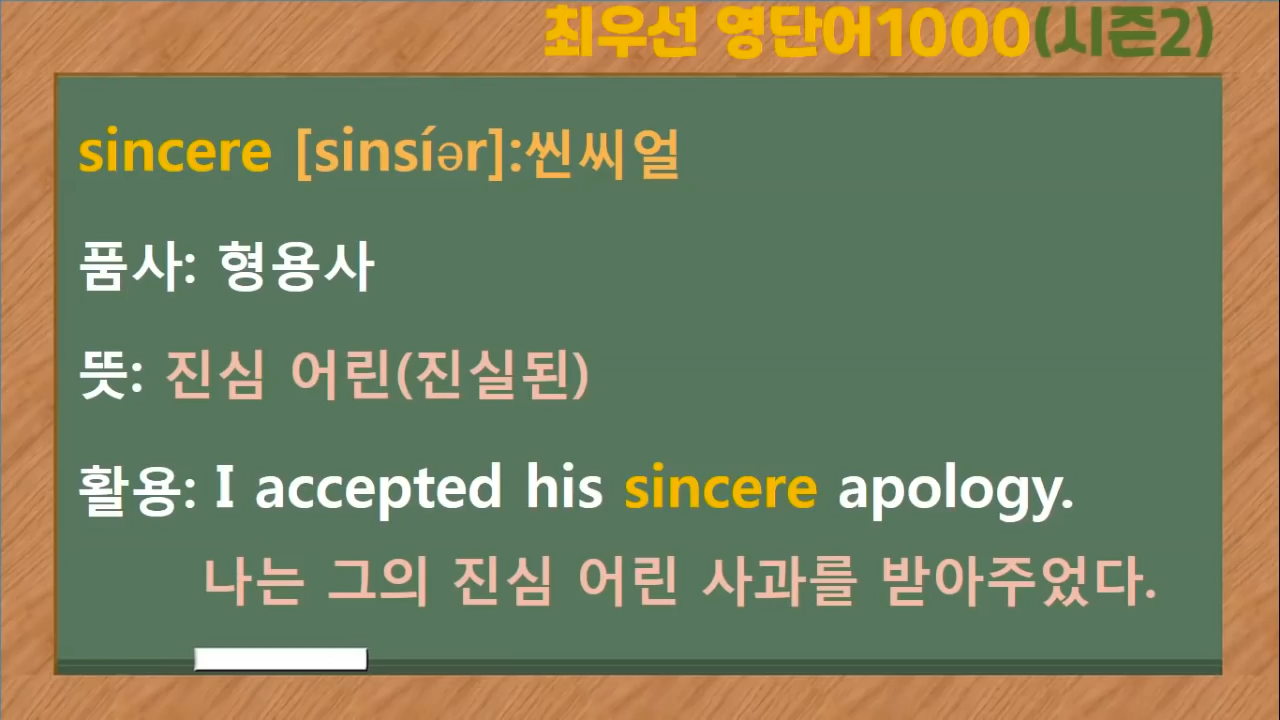 최우선 영단어1000(시즌2)
sincere [sinsíər]:씬씨얼
품사: 형용사
뜻: 진심 어린(진실된)
활용: I accepted his sincere apology.
나는 그의 진심 어린 사과를 받아주었다.